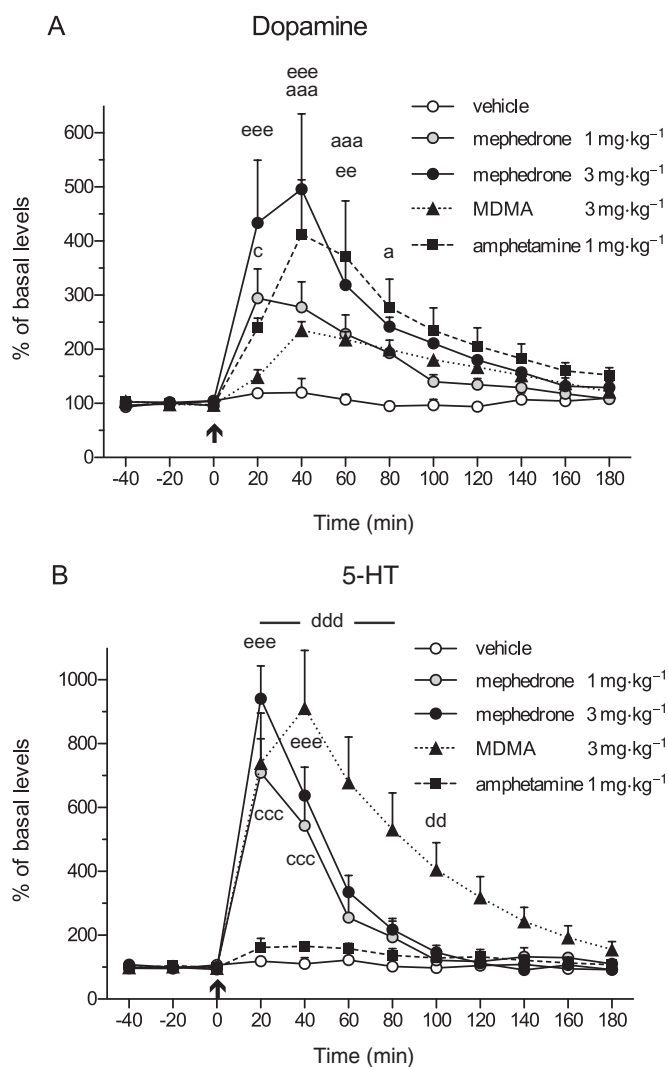 A
Dopamine
eee
aaa
eee
aaa
ee
c
a
vehicle
mephedrone 1 mg·kg⁻¹
mephedrone 3 mg·kg⁻¹
MDMA 3 mg·kg⁻¹
amphetamine 1 mg·kg⁻¹
% of basal levels
600
500
400
300
200
100
0
-40 -20 0 20 40 60 80 100 120 140 160 180
Time (min)
B
5-HT
ddd
eee
eee
ccc
ccc
dd
vehicle
mephedrone 1 mg·kg⁻¹
mephedrone 3 mg·kg⁻¹
MDMA 3 mg·kg⁻¹
amphetamine 1 mg·kg⁻¹
% of basal levels
1000
800
600
400
200
0
-40 -20 0 20 40 60 80 100 120 140 160 180
Time (min)